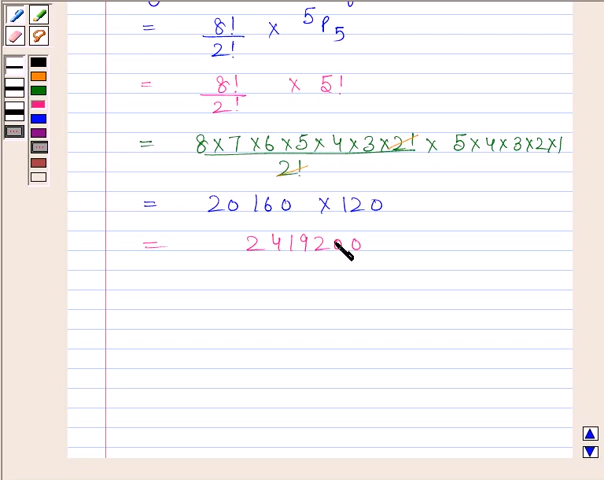 = 8!/2! × ⁵P₅
= 8!/2! × 5!
= 8×7×6×5×4×3×2!/2! × 5×4×3×2×1
= 20160 ×120
= 2419200